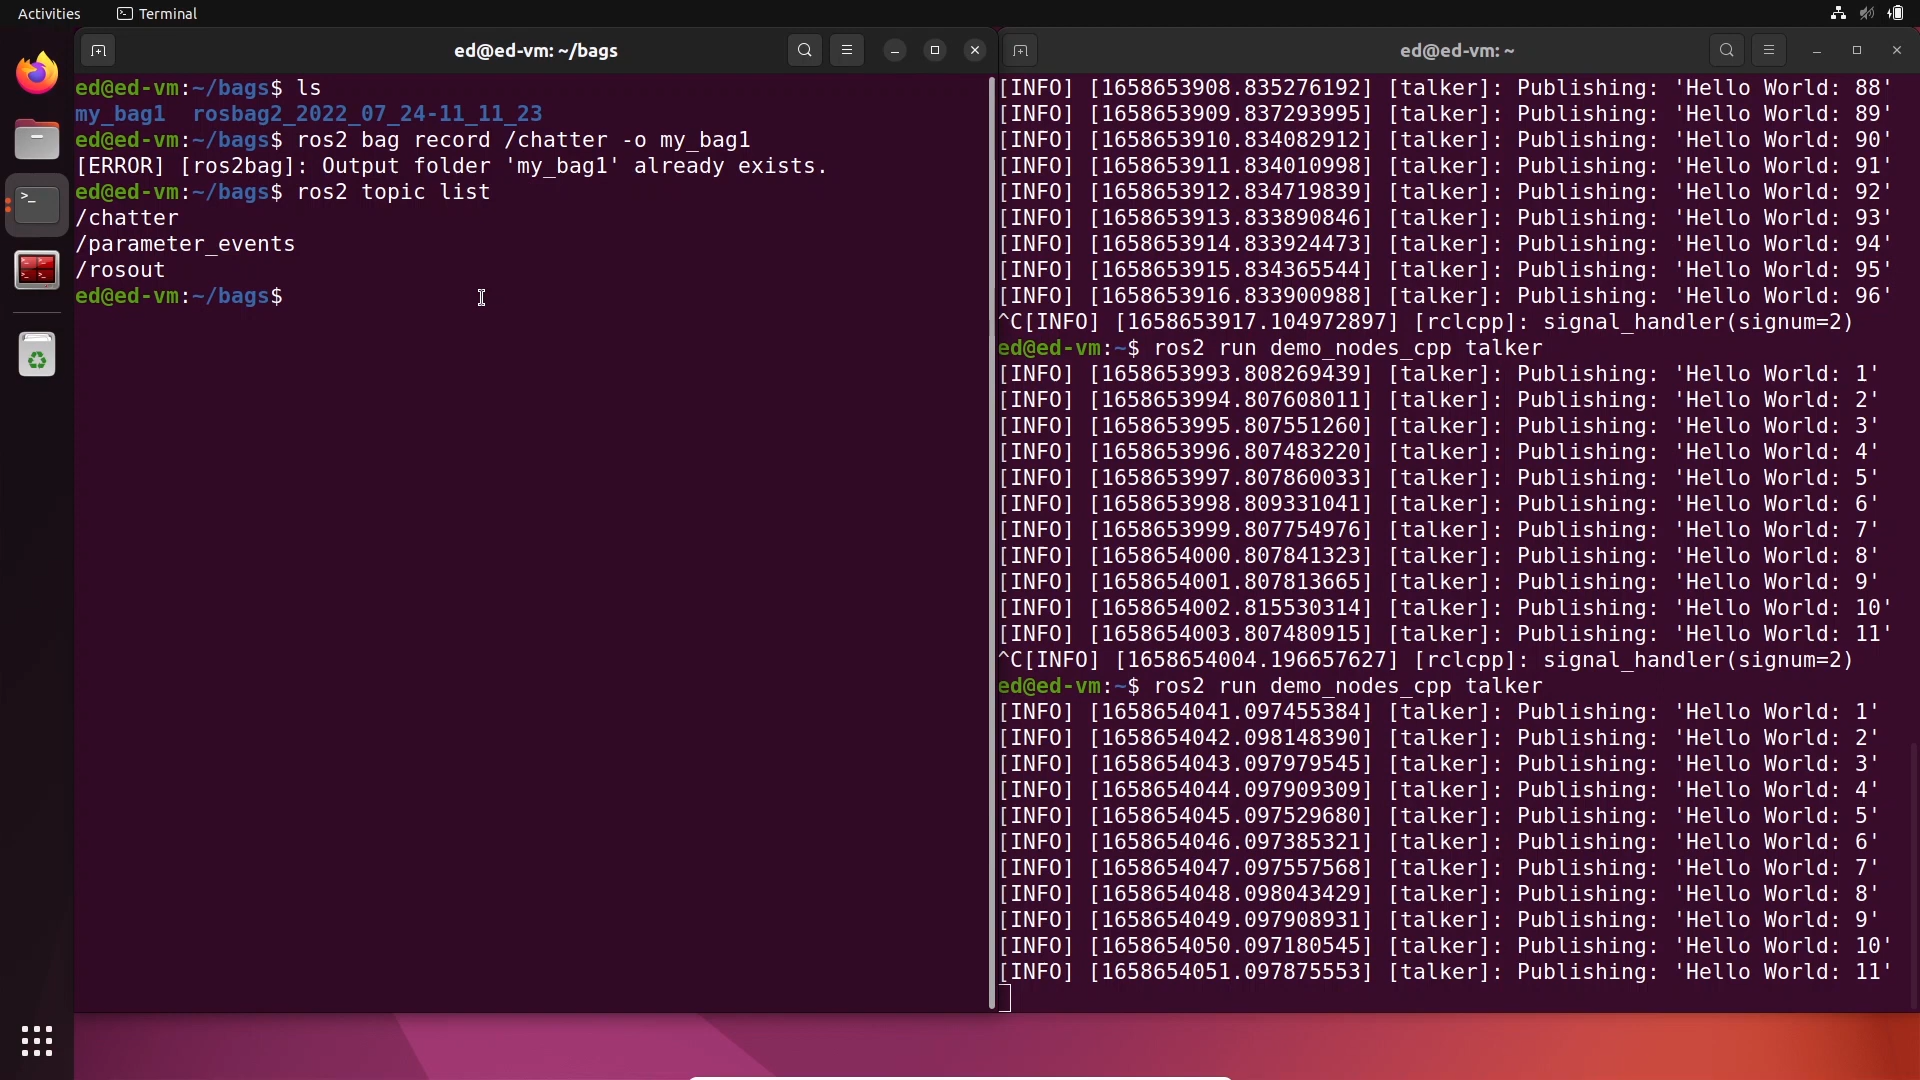 Activities Terminal
ed@ed-vm: ~/bags
ed@ed-vm:~/bags$ ls
my_bag1 rosbag2_2022_07_24-11_11_23
ed@ed-vm:~/bags$ ros2 bag record /chatter -o my_bag1
[ERROR] [ros2bag]: Output folder 'my_bag1' already exists.
ed@ed-vm:~/bags$ ros2 topic list
/chatter
/parameter_events
/rosout
ed@ed-vm:~/bags$
ed@ed-vm: ~
[INFO] [1658653908.835276192] [talker]: Publishing: 'Hello World: 88'
[INFO] [1658653909.837293995] [talker]: Publishing: 'Hello World: 89'
[INFO] [1658653910.834082912] [talker]: Publishing: 'Hello World: 90'
[INFO] [1658653911.834010998] [talker]: Publishing: 'Hello World: 91'
[INFO] [1658653912.834719839] [talker]: Publishing: 'Hello World: 92'
[INFO] [1658653913.833890846] [talker]: Publishing: 'Hello World: 93'
[INFO] [1658653914.833924473] [talker]: Publishing: 'Hello World: 94'
[INFO] [1658653915.834365544] [talker]: Publishing: 'Hello World: 95'
[INFO] [1658653916.833900988] [talker]: Publishing: 'Hello World: 96'
^C[INFO] [1658653917.104972897] [rclcpp]: signal_handler(signum=2)
ed@ed-vm:~$ ros2 run demo_nodes_cpp talker
[INFO] [1658653993.808269439] [talker]: Publishing: 'Hello World: 1'
[INFO] [1658653994.807608011] [talker]: Publishing: 'Hello World: 2'
[INFO] [1658653995.807551260] [talker]: Publishing: 'Hello World: 3'
[INFO] [1658653996.807483220] [talker]: Publishing: 'Hello World: 4'
[INFO] [1658653997.807860033] [talker]: Publishing: 'Hello World: 5'
[INFO] [1658653998.809331041] [talker]: Publishing: 'Hello World: 6'
[INFO] [1658653999.807754976] [talker]: Publishing: 'Hello World: 7'
[INFO] [1658654000.807841323] [talker]: Publishing: 'Hello World: 8'
[INFO] [1658654001.807813665] [talker]: Publishing: 'Hello World: 9'
[INFO] [1658654002.815530314] [talker]: Publishing: 'Hello World: 10'
[INFO] [1658654003.807480915] [talker]: Publishing: 'Hello World: 11'
^C[INFO] [1658654004.196657627] [rclcpp]: signal_handler(signum=2)
ed@ed-vm:~$ ros2 run demo_nodes_cpp talker
[INFO] [1658654041.097455384] [talker]: Publishing: 'Hello World: 1'
[INFO] [1658654042.098148390] [talker]: Publishing: 'Hello World: 2'
[INFO] [1658654043.097979545] [talker]: Publishing: 'Hello World: 3'
[INFO] [1658654044.097909309] [talker]: Publishing: 'Hello World: 4'
[INFO] [1658654045.097529680] [talker]: Publishing: 'Hello World: 5'
[INFO] [1658654046.097385321] [talker]: Publishing: 'Hello World: 6'
[INFO] [1658654047.097557568] [talker]: Publishing: 'Hello World: 7'
[INFO] [1658654048.098043429] [talker]: Publishing: 'Hello World: 8'
[INFO] [1658654049.097908931] [talker]: Publishing: 'Hello World: 9'
[INFO] [1658654050.097180545] [talker]: Publishing: 'Hello World: 10'
[INFO] [1658654051.097875553] [talker]: Publishing: 'Hello World: 11'